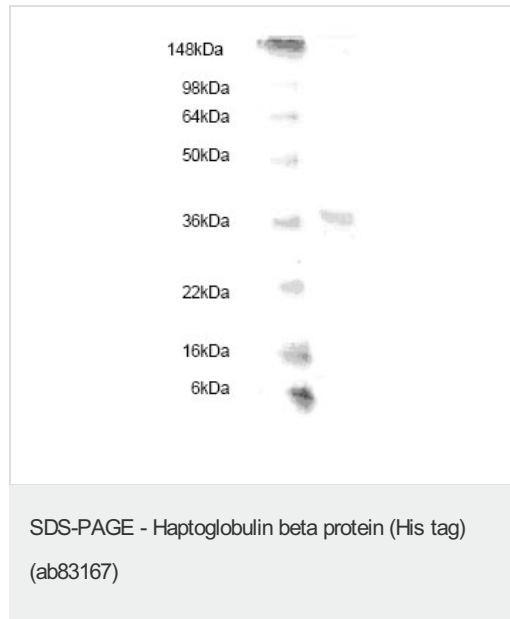 148kDa
98kDa
64kDa
50kDa
36kDa
22kDa
16kDa
6kDa
SDS-PAGE - Haptoglobulin beta protein (His tag)
(ab83167)